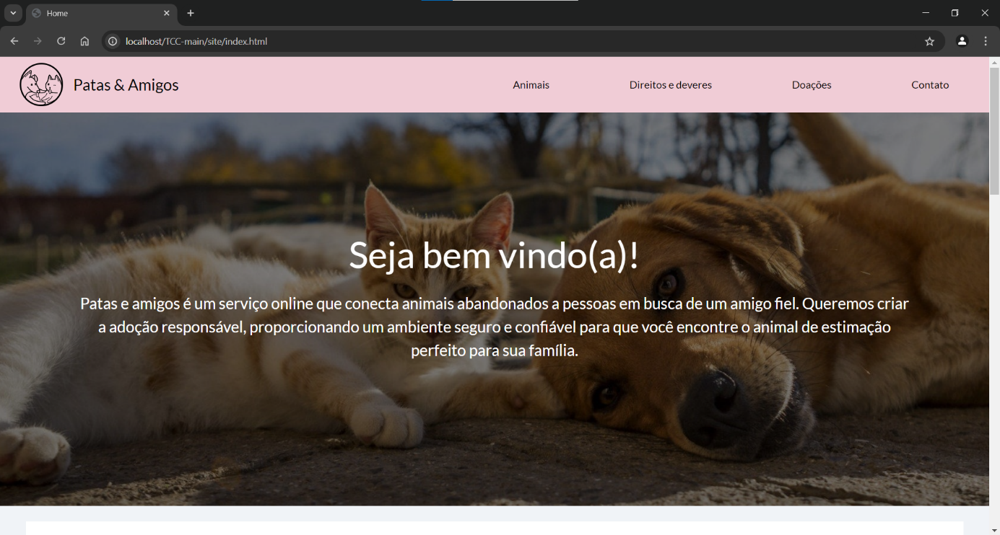 Home
localhost/TCC-main/site/index.html
Patas & Amigos
Animais
Direitos e deveres
Doações
Contato
Seja bem vindo(a)!
Patas e amigos é um serviço online que conecta animais abandonados a pessoas em busca de um amigo fiel. Queremos criar
a adoção responsável, proporcionando um ambiente seguro e confiável para que você encontre o animal de estimação
perfeito para sua família.